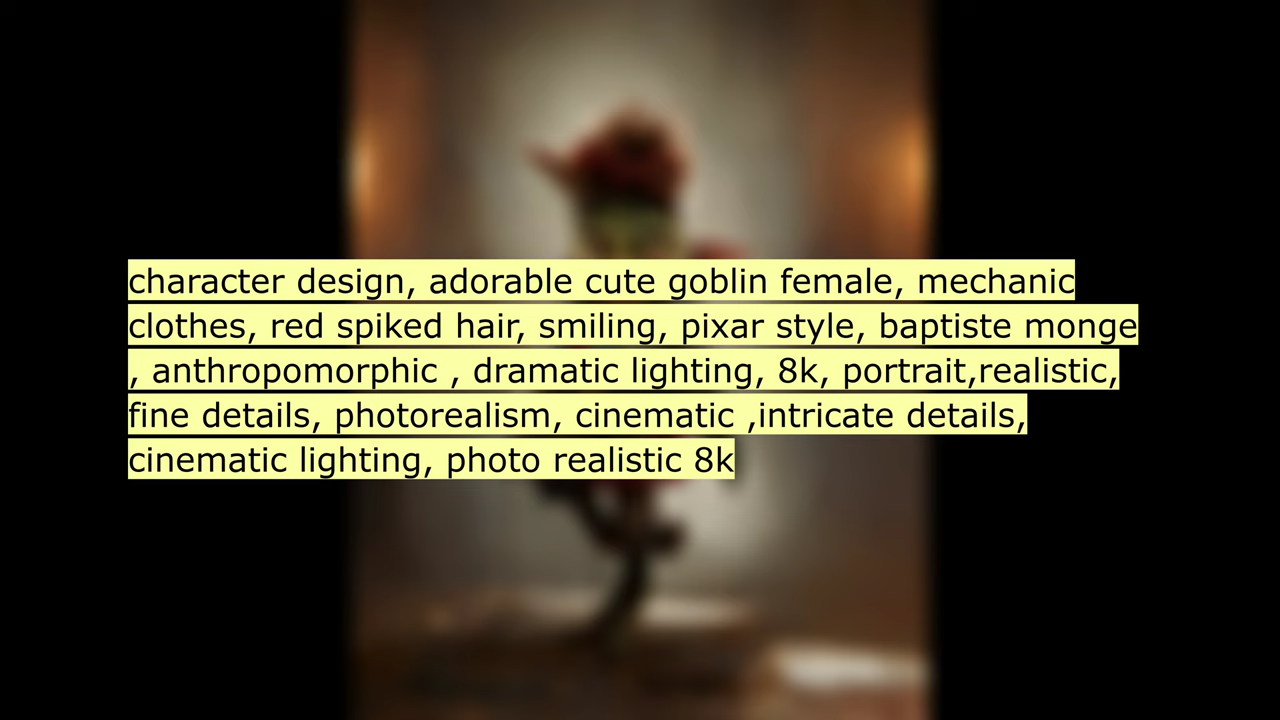 character design, adorable cute goblin female, mechanic
clothes, red spiked hair, smiling, pixar style, baptiste monge
, anthropomorphic , dramatic lighting, 8k, portrait,realistic,
fine details, photorealism, cinematic ,intricate details,
cinematic lighting, photo realistic 8k